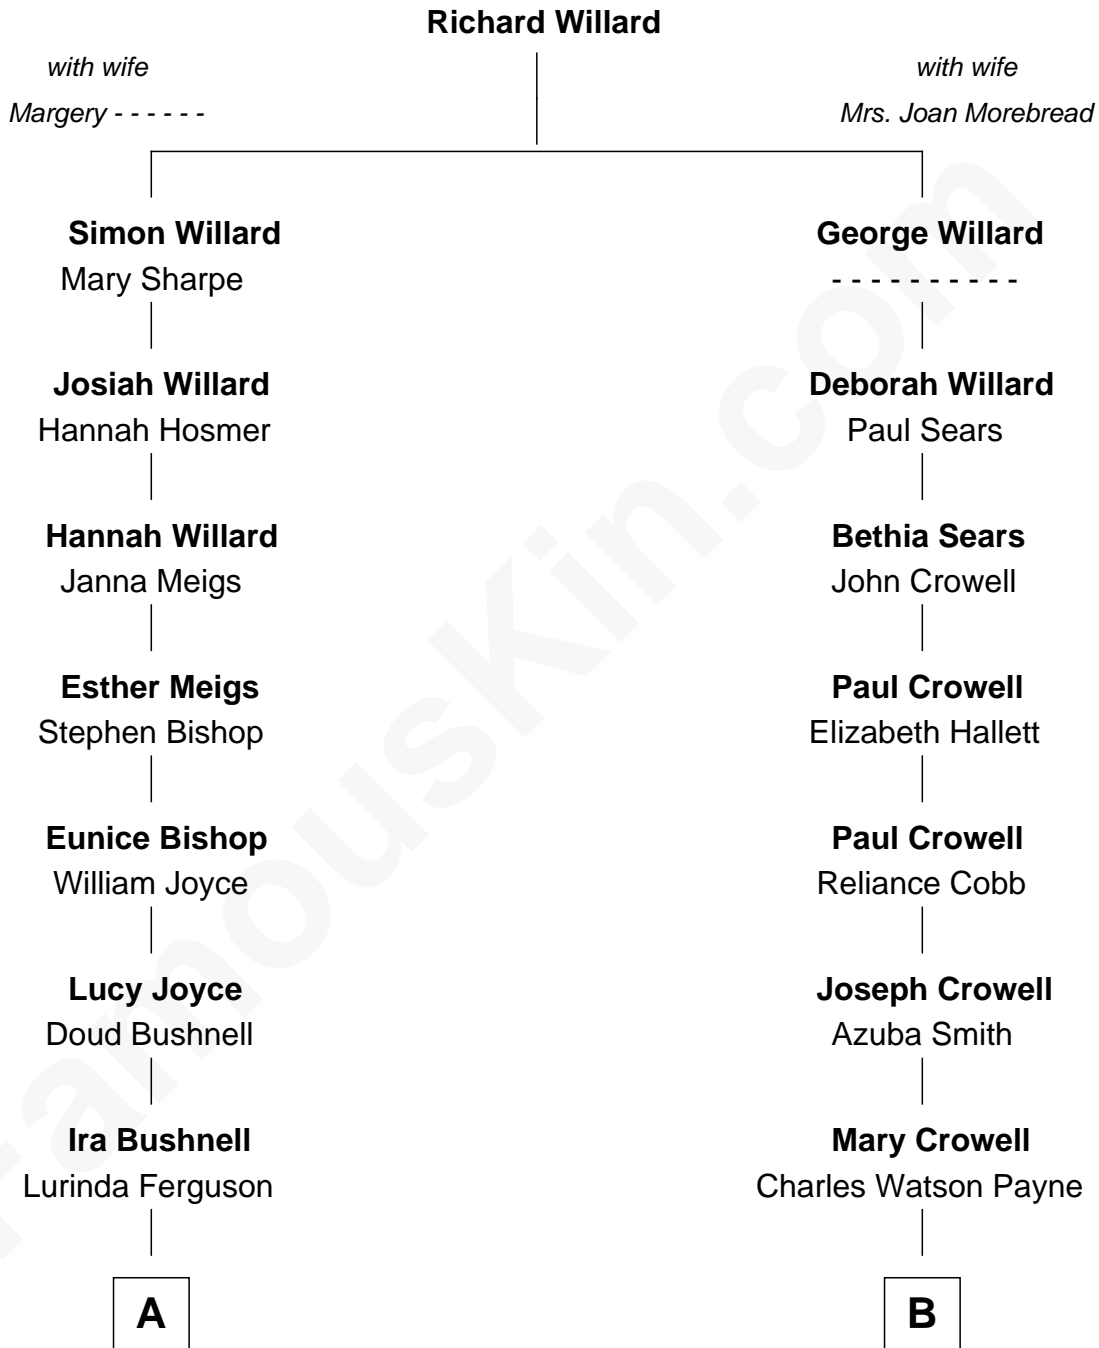 Richard Willard
with wife
with wife
Margery - - - - - -
Mrs. Joan Morebread
Simon Willard
George Willard
Mary Sharpe
- - - - - - - - - -
Josiah Willard
Deborah Willard
Hannah Hosmer
Paul Sears
Hannah Willard
Bethia Sears
Janna Meigs
John Crowell
Esther Meigs
Paul Crowell
Stephen Bishop
Elizabeth Hallett
Eunice Bishop
Paul Crowell
William Joyce
Reliance Cobb
Lucy Joyce
Joseph Crowell
Doud Bushnell
Azuba Smith
Ira Bushnell
Mary Crowell
Lurinda Ferguson
Charles Watson Payne
A
B
FamousKin.com